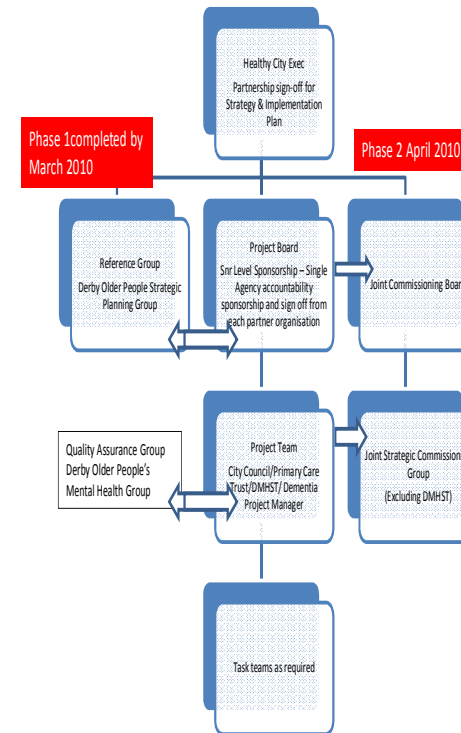 Healthy City Exec
Partnership sign-off for
Strategy & Implementation
Plan
Phase 1completed by
March 2010
Phase 2 April 2010
Reference Group
Derby Older People Strategic
Planning Group
Project Board
Snr Level Sponsorship – Single
Agency accountability
sponsorship and sign off from
each partner organisation
Joint Commissioning Boar
Quality Assurance Group
Derby Older People's
Mental Health Group
Project Team
City Council/Primary Care
Trust/DMHST/ Dementia
Project Manager
Joint Strategic Commission
Group
(Excluding DMHST)
Task teams as required